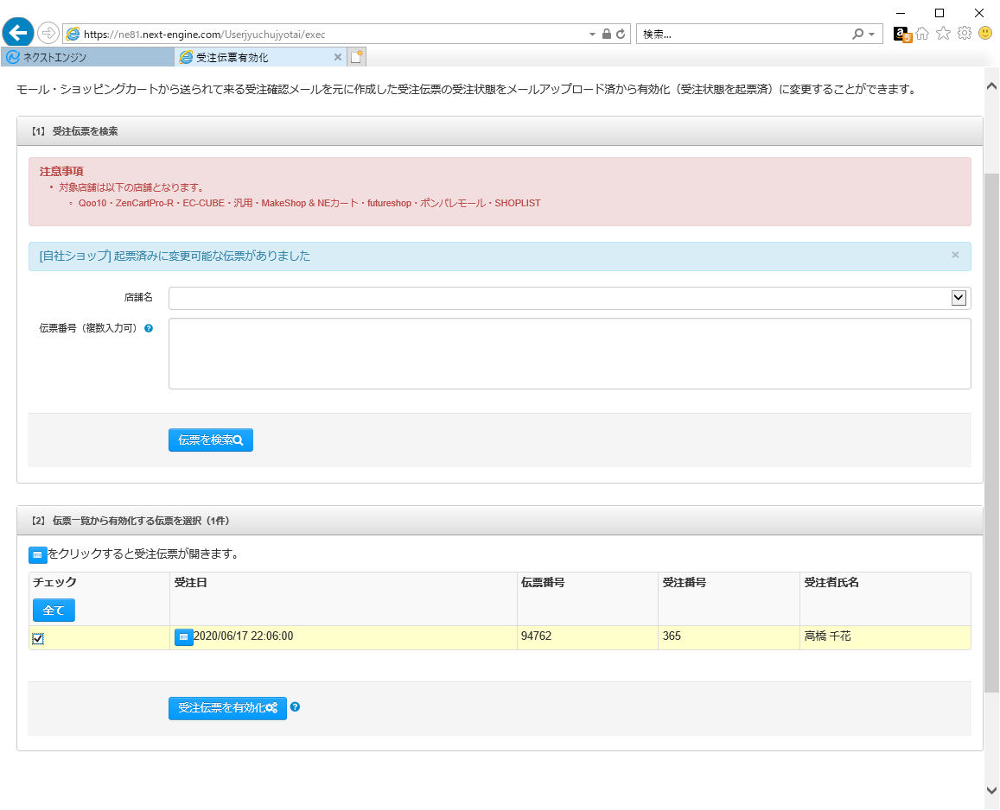 https://ne81.next-engine.com/Userjyuchujyotai/exec
検索...
ネクストエンジン
受注伝票有効化
モール・ショッピングカートから送られて来る受注確認メールを元に作成した受注伝票の受注状態をメールアップロード済から有効化（受注状態を起票済）に変更することができます。
【1】 受注伝票を検索
注意事項
・ 対象店舗は以下の店舗となります。
◦ Qoo10・ZenCartPro-R・EC-CUBE・汎用・MakeShop & NEカート・futureshop・ポンパレモール・SHOPLIST
[自社ショップ] 起票済みに変更可能な伝票がありました ×
店舗名
伝票番号（複数入力可） ?
伝票を検索
【2】 伝票一覧から有効化する伝票を選択（1件）
をクリックすると受注伝票が開きます。
チェック 受注日 伝票番号 受注番号 受注者氏名
全て
2020/06/17 22:06:00 94762 365 高橋 千花
受注伝票を有効化 ?